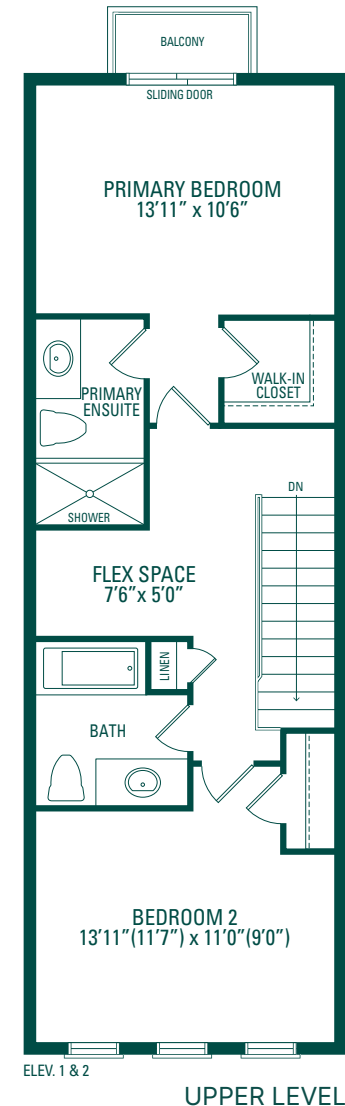 BALCONY
SLIDING DOOR
PRIMARY BEDROOM
13'11" x 10'6"
PRIMARY
ENSUITE
WALK-IN
CLOSET
SHOWER
DN
FLEX SPACE
7'6"x 5'0"
LINEN
BATH
BEDROOM 2
13'11"(11'7") x 11'0"(9'0")
ELEV. 1 & 2
UPPER LEVEL